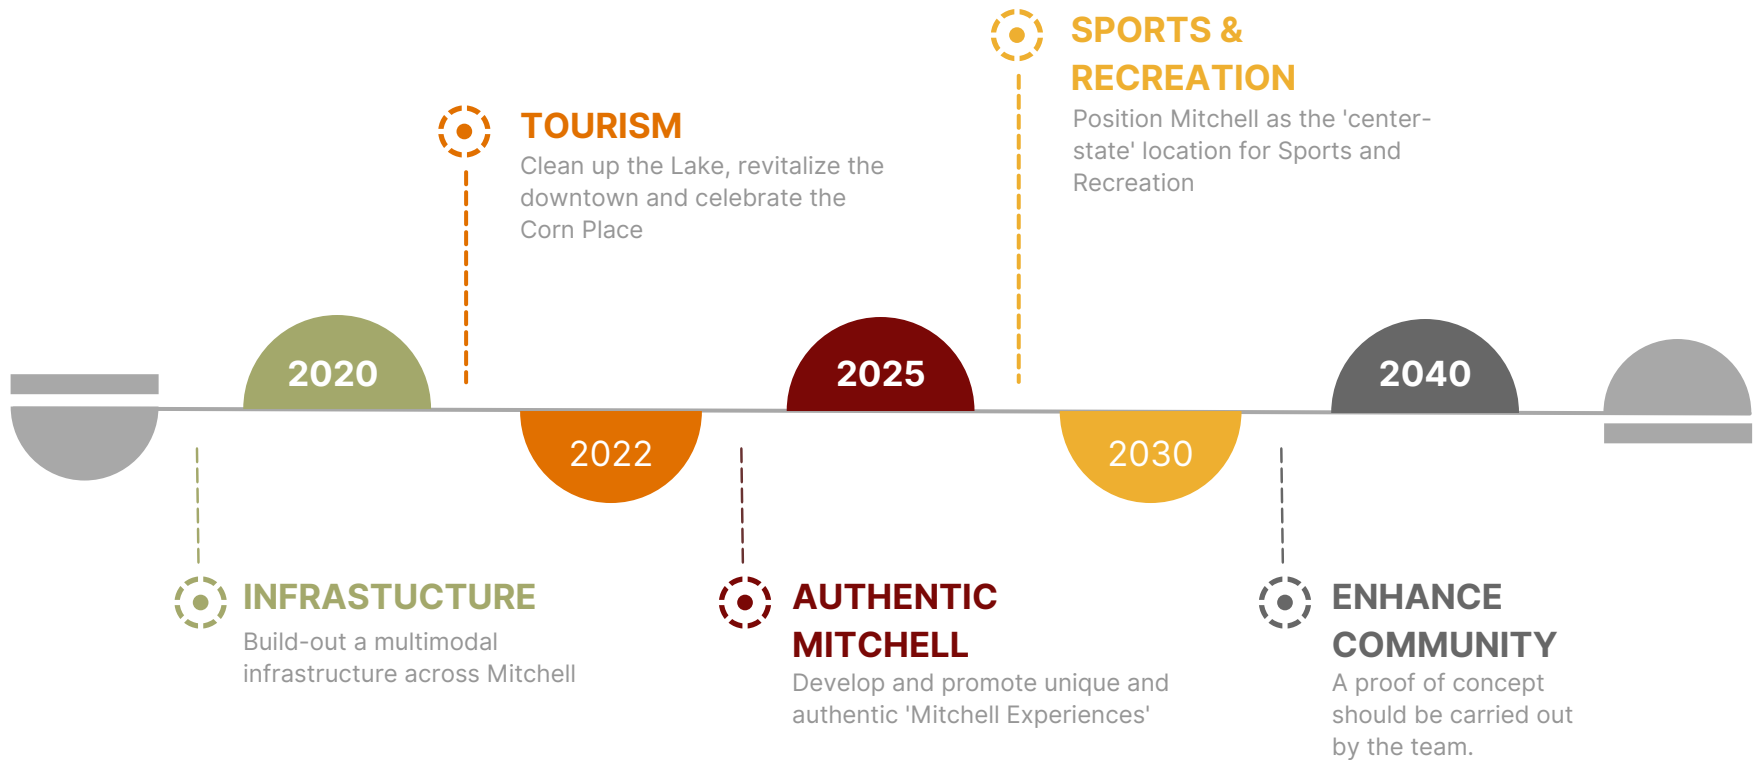 SPORTS &
RECREATION
Position Mitchell as the 'center-
state' location for Sports and
Recreation
TOURISM
Clean up the Lake, revitalize the
downtown and celebrate the
Corn Place
2020
2022
2025
2030
2040
INFRASTUCTURE
Build-out a multimodal
infrastructure across Mitchell
AUTHENTIC
MITCHELL
Develop and promote unique and
authentic 'Mitchell Experiences'
ENHANCE
COMMUNITY
A proof of concept
should be carried out
by the team.